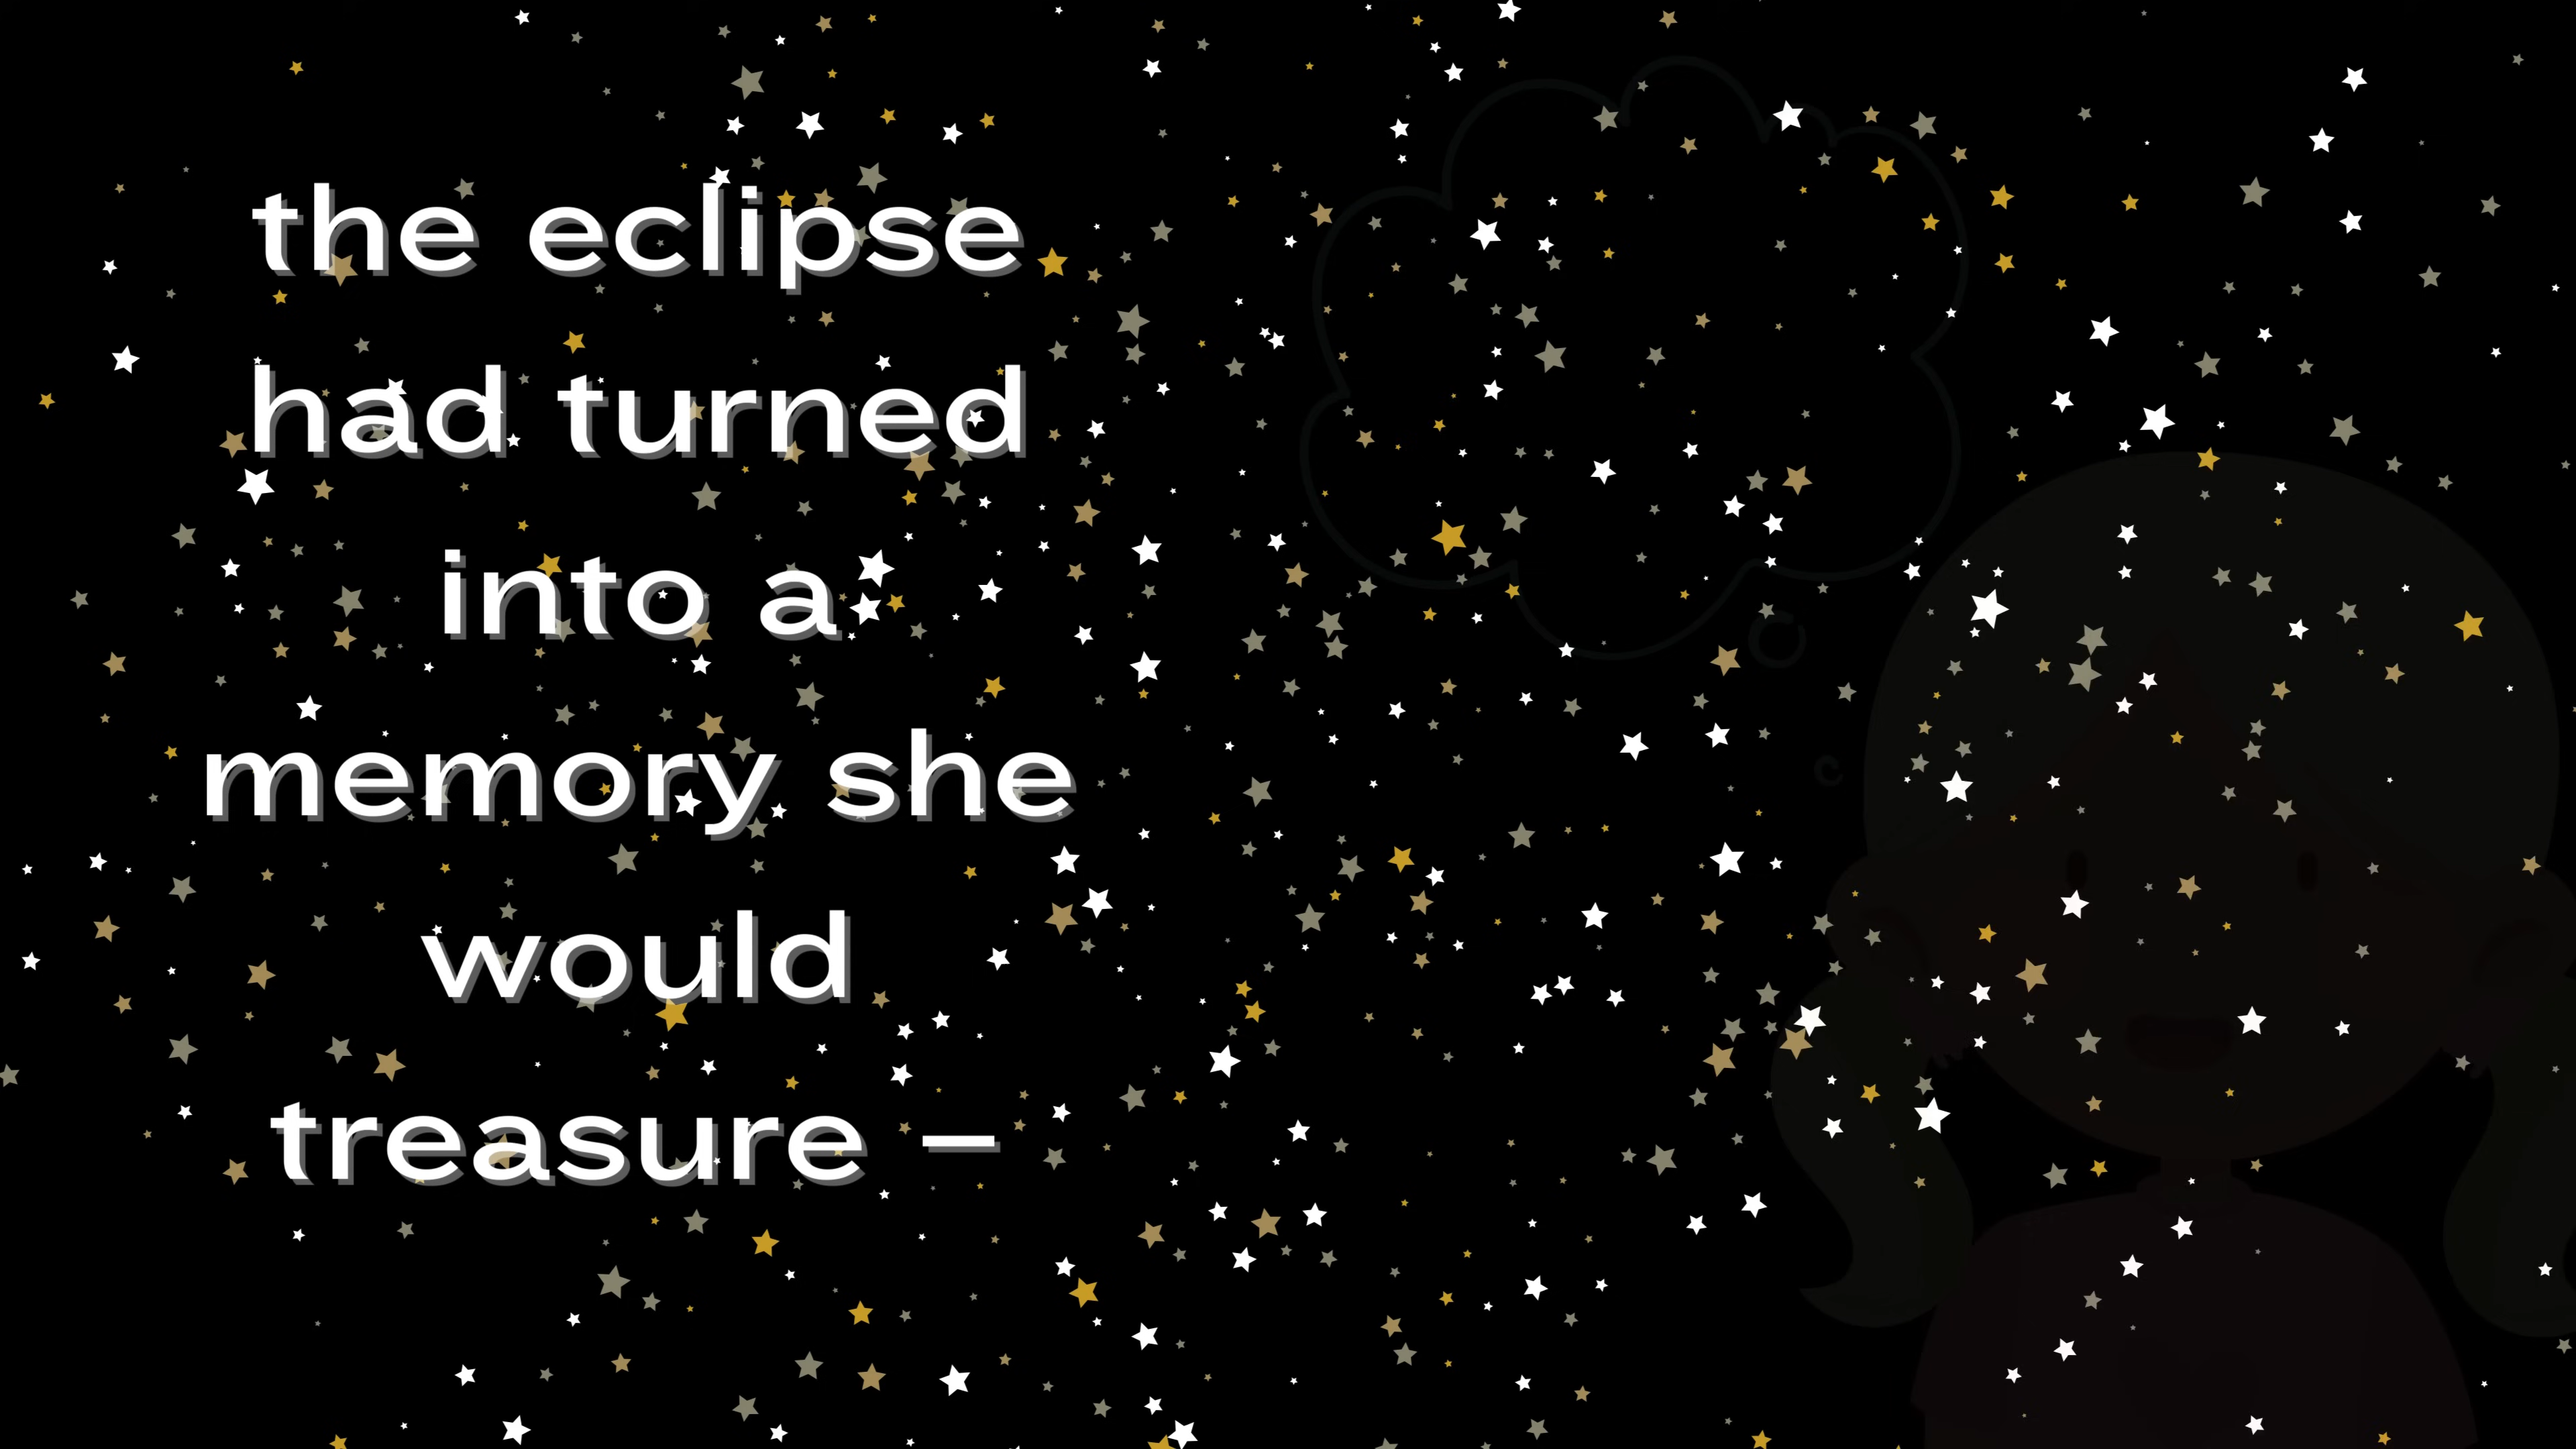 the eclipse
had turned
into a
memory she
would
treasure –